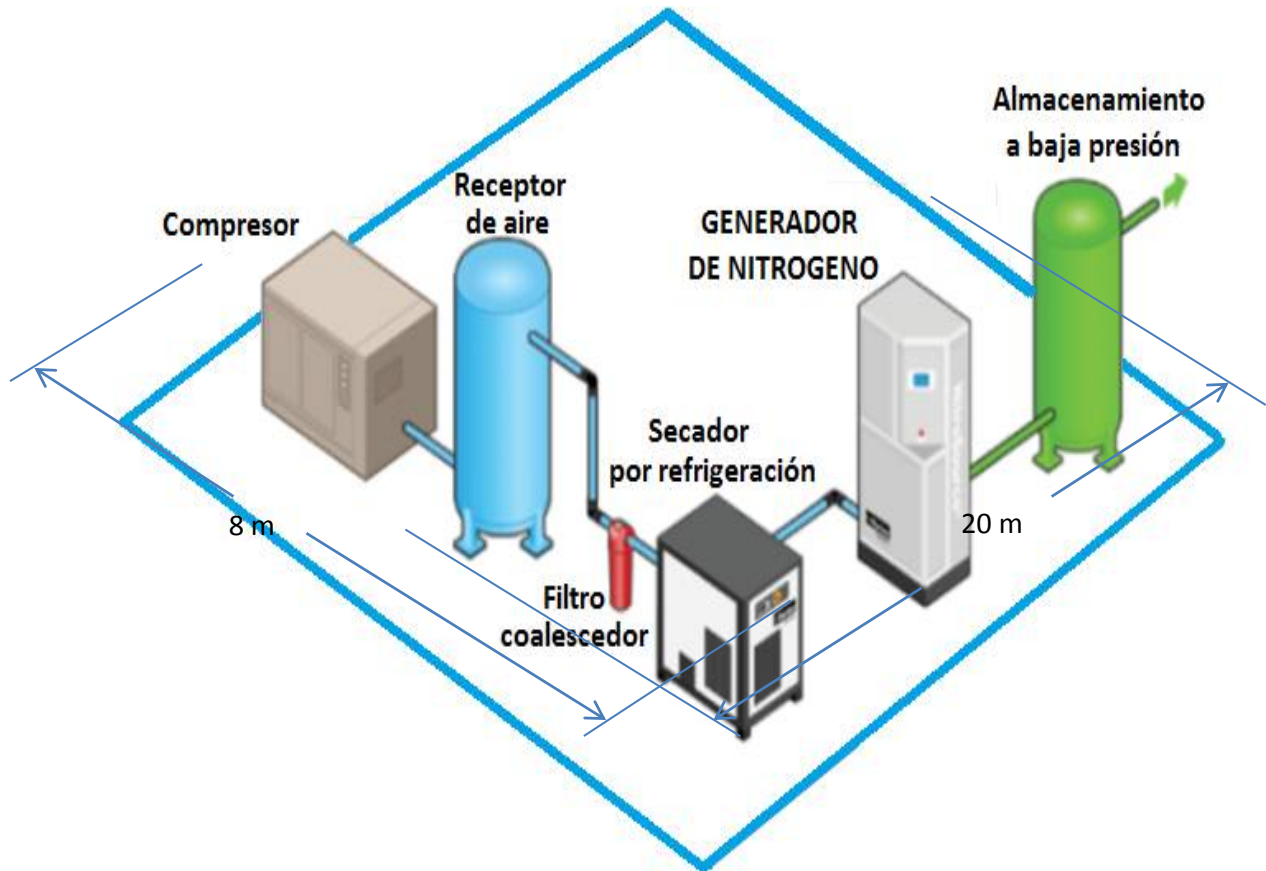 Almacenamiento
a baja presión
Receptor
de aire
Compresor
GENERADOR
DE NITROGENO
Secador
por refrigeración
8 m
20 m
Filtro
coalescedor